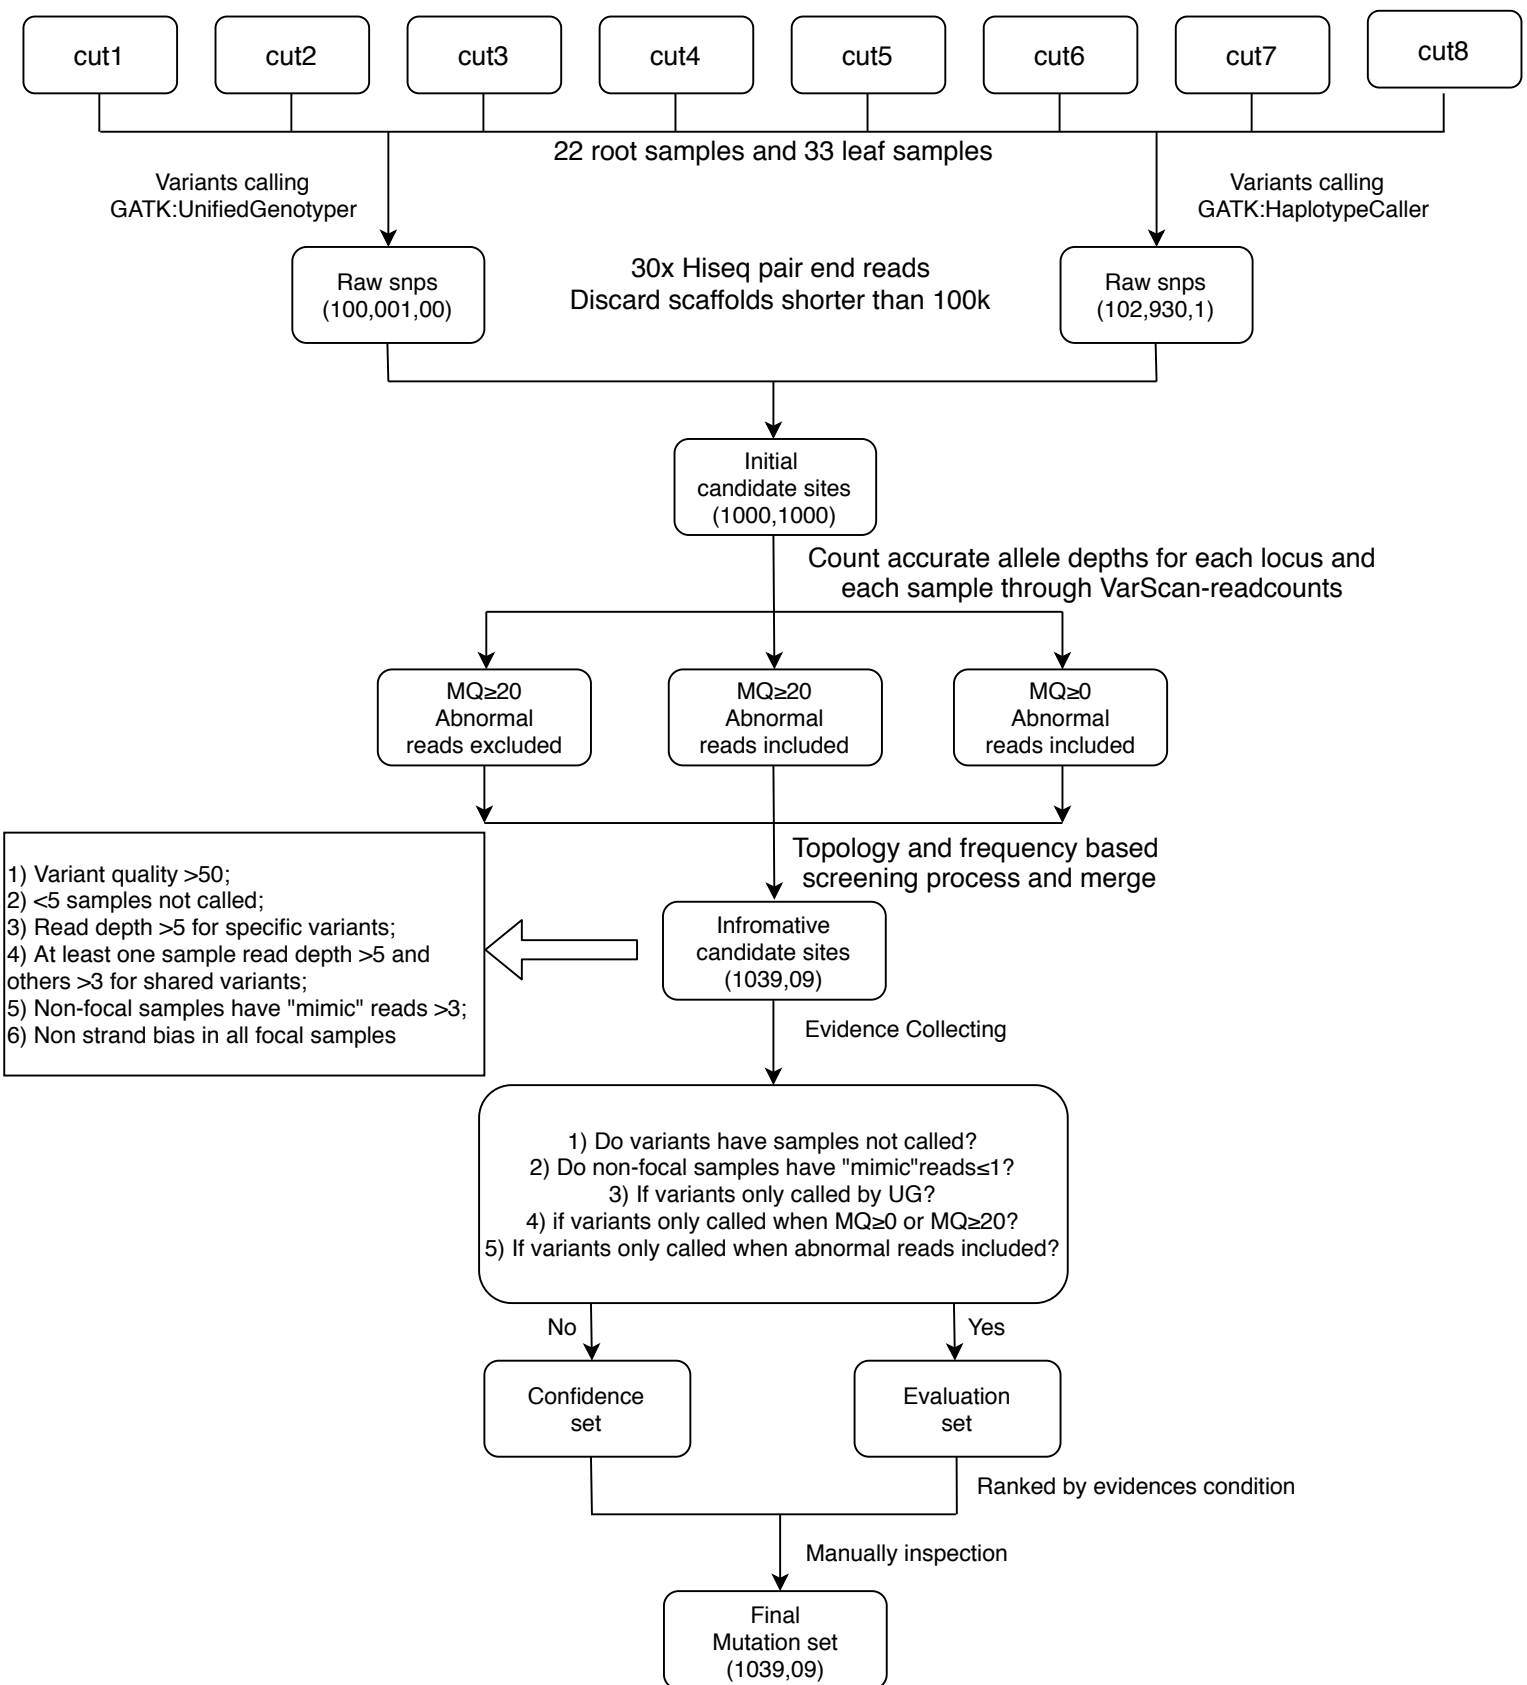 cut1
cut2
cut3
cut4
cut5
cut6
cut7
cut8
22 root samples and 33 leaf samples
Variants calling
GATK:UnifiedGenotyper
Variants calling
GATK:HaplotypeCaller
Raw snps
(100,001,00)
30x Hiseq pair end reads
Discard scaffolds shorter than 100k
Raw snps
(102,930,1)
Initial
candidate sites
(1000,1000)
Count accurate allele depths for each locus and
each sample through VarScan-readcounts
MQ≥20
Abnormal
reads excluded
MQ≥20
Abnormal
reads included
MQ≥0
Abnormal
reads included
Topology and frequency based
screening process and merge
1) Variant quality >50;
2) <5 samples not called;
3) Read depth >5 for specific variants;
4) At least one sample read depth >5 and
others >3 for shared variants;
5) Non-focal samples have "mimic" reads >3;
6) Non strand bias in all focal samples
Infromative
candidate sites
(1039,09)
Evidence Collecting
1) Do variants have samples not called?
2) Do non-focal samples have "mimic"reads≤1?
3) If variants only called by UG?
4) if variants only called when MQ≥0 or MQ≥20?
5) If variants only called when abnormal reads included?
No
Yes
Confidence
set
Evaluation
set
Ranked by evidences condition
Manually inspection
Final
Mutation set
(1039,09)